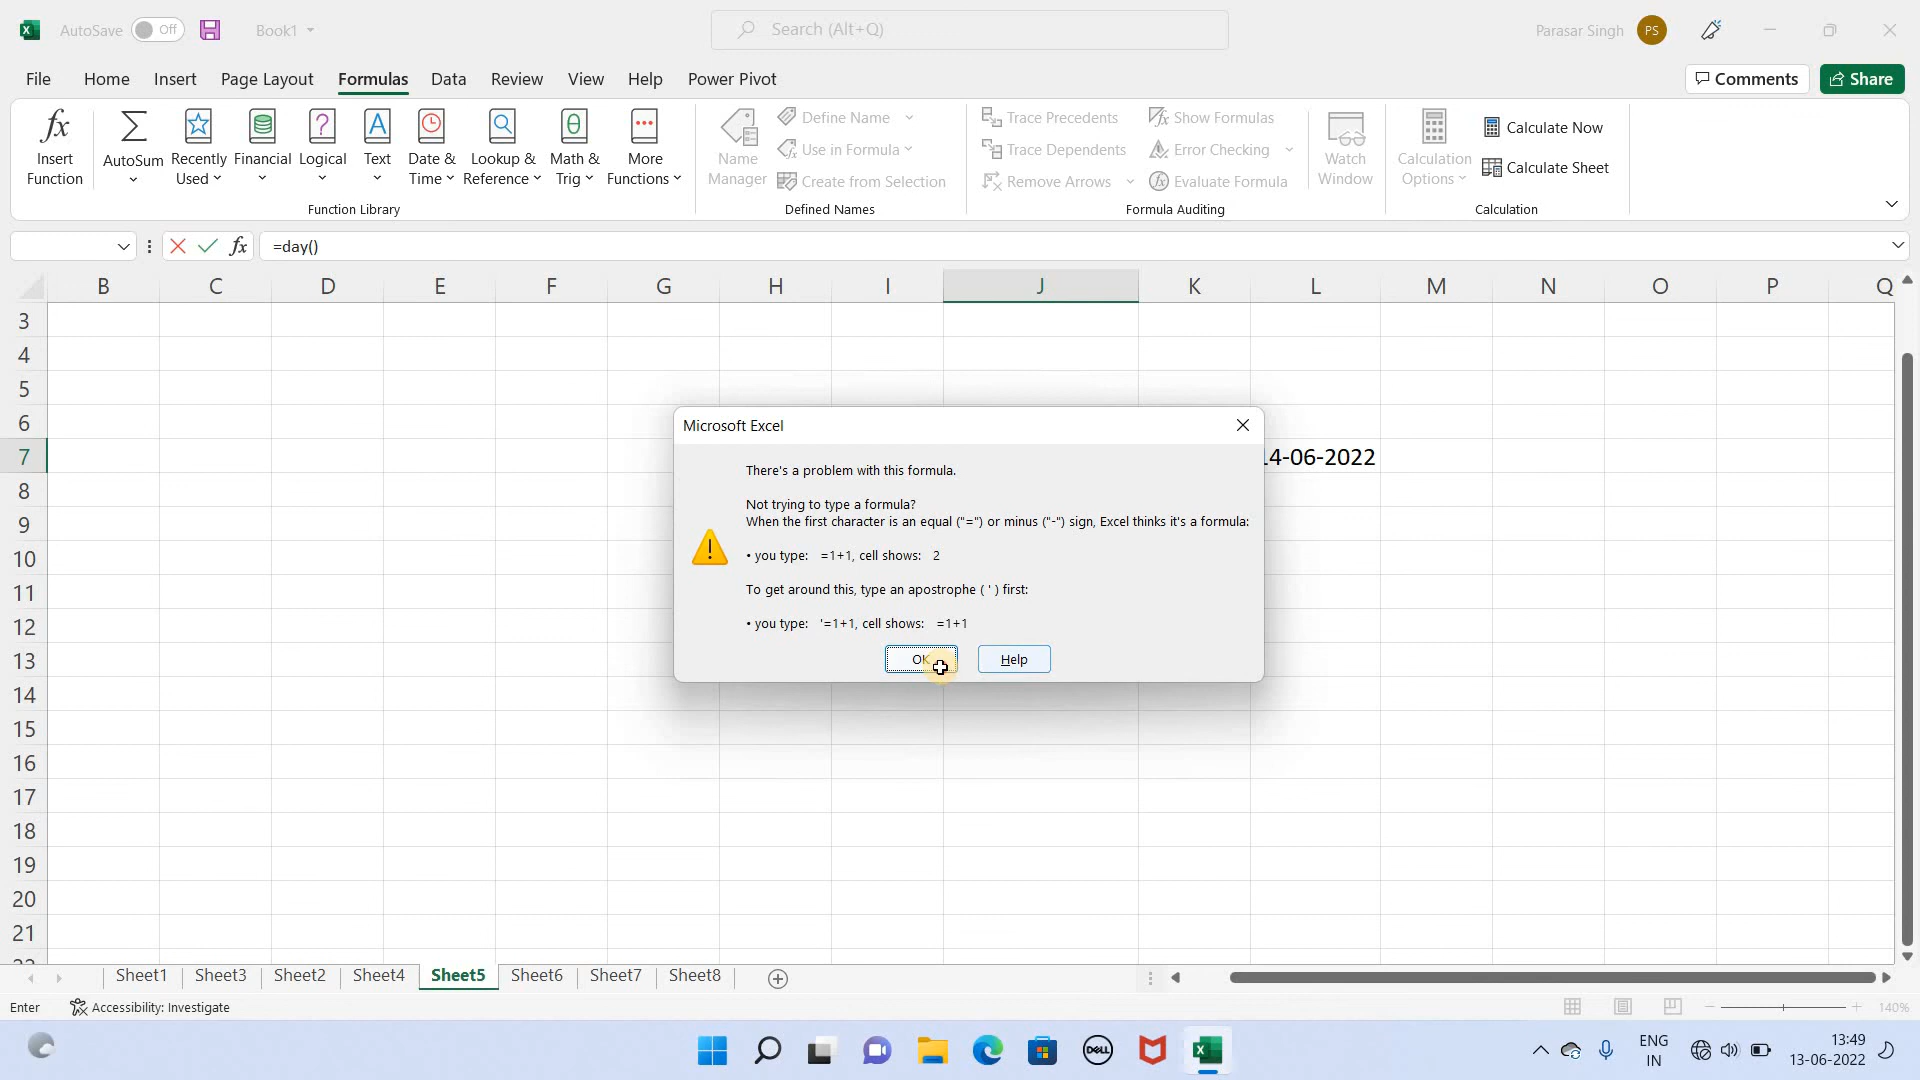 AutoSave Off Book1 Search (Alt+Q) Parasar Singh PS
File Home Insert Page Layout Formulas Data Review View Help Power Pivot Comments Share
Insert Function
AutoSum
Recently Used
Financial
Logical
Text
Date & Time
Lookup & Reference
Math & Trig
More Functions
Function Library
Name Manager
Define Name
Use in Formula
Create from Selection
Defined Names
Trace Precedents
Trace Dependents
Remove Arrows
Show Formulas
Error Checking
Evaluate Formula
Formula Auditing
Watch Window
Calculation Options
Calculate Now
Calculate Sheet
Calculation
fx =day()
B C D E F G H I J K L M N O P Q
3
4
5
6
7 14-06-2022
8
9
10
11
12
13
14
15
16
17
18
19
20
21
Microsoft Excel
There's a problem with this formula.
Not trying to type a formula?
When the first character is an equal ("=") or minus ("-") sign, Excel thinks it's a formula:
• you type: =1+1, cell shows: 2
To get around this, type an apostrophe ( ' ) first:
• you type: '=1+1, cell shows: =1+1
OK Help
Sheet1 Sheet3 Sheet2 Sheet4 Sheet5 Sheet6 Sheet7 Sheet8
Enter Accessibility: Investigate 140%
DELL
ENG
IN
13:49
13-06-2022